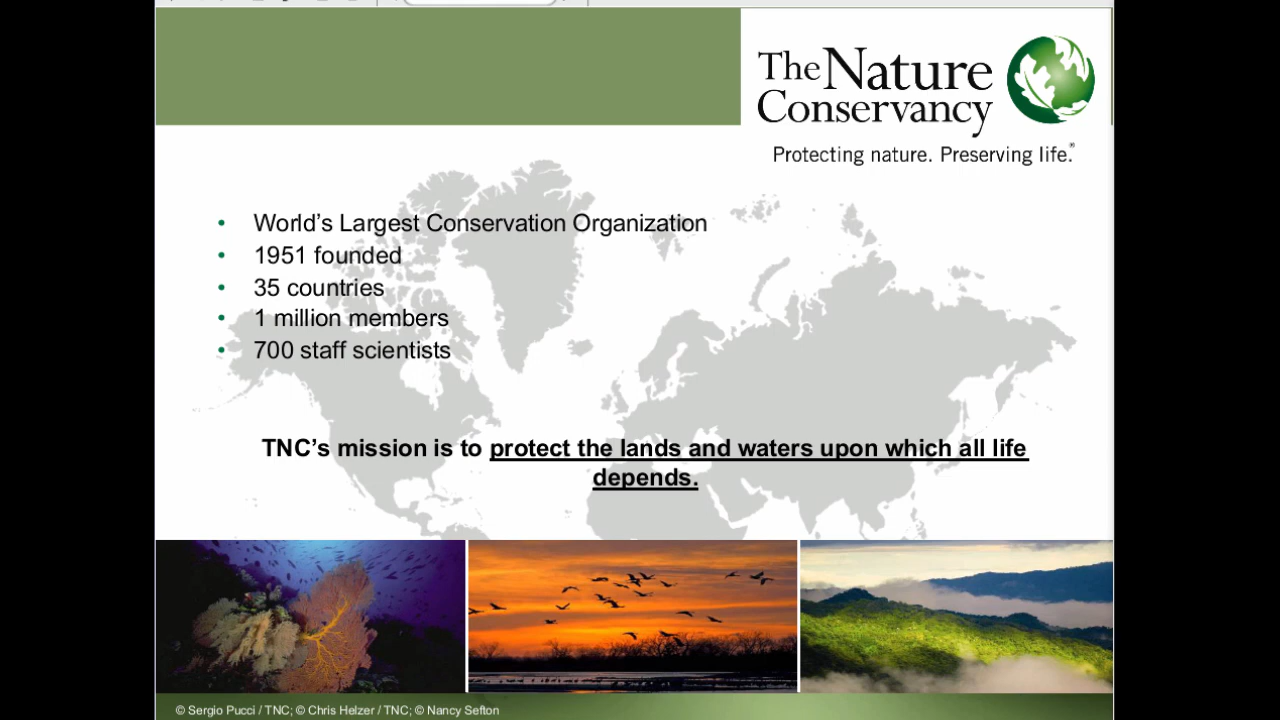 The Nature
Conservancy
Protecting nature. Preserving life.®
• World’s Largest Conservation Organization
• 1951 founded
• 35 countries
• 1 million members
• 700 staff scientists
TNC’s mission is to protect the lands and waters upon which all life
depends.
© Sergio Pucci / TNC; © Chris Helzer / TNC; © Nancy Sefton